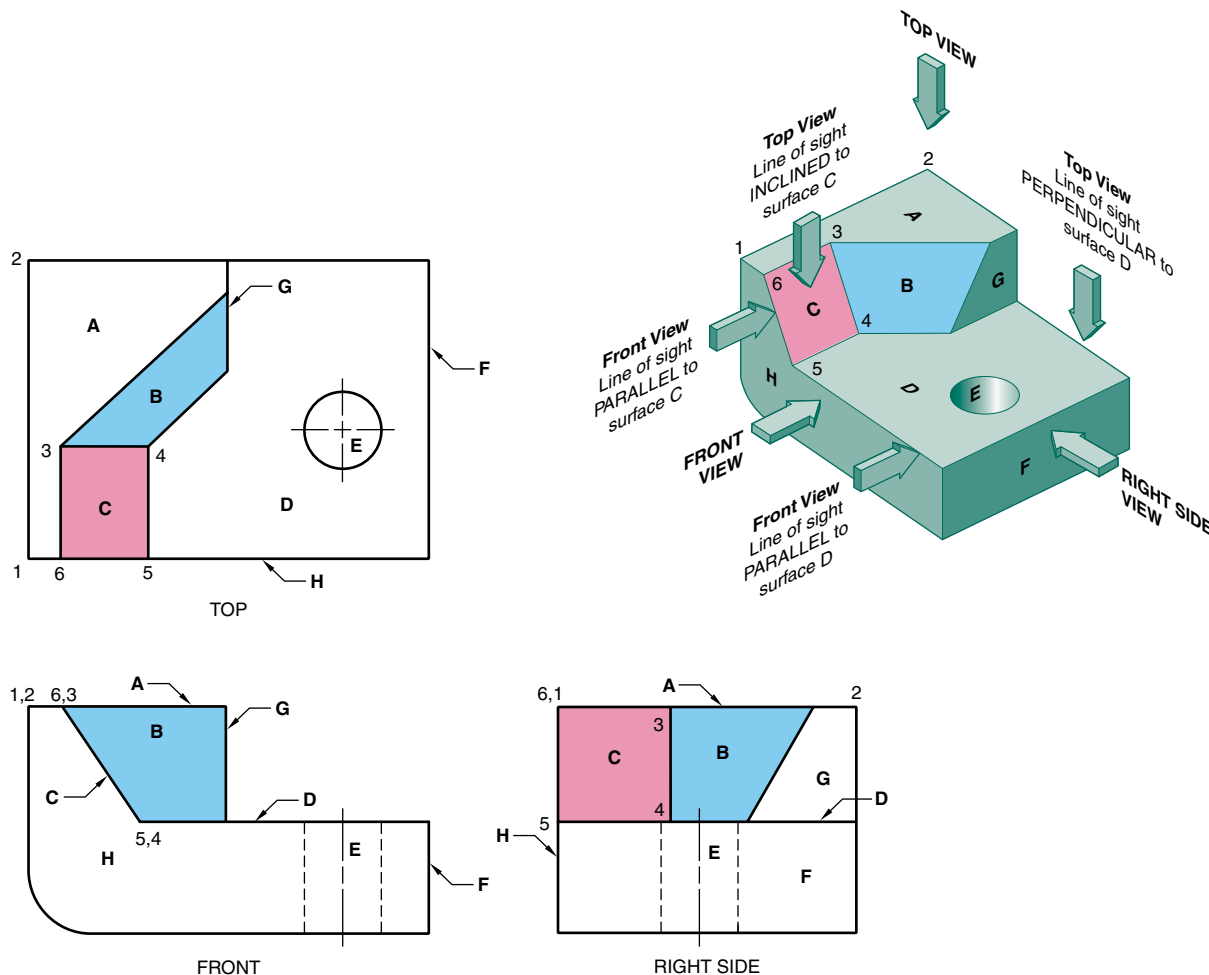 TOP VIEW
Top View
Line of sight
INCLINED to
surface C
Top View
Line of sight
PERPENDICULAR to
surface D
2
A
3
1
6
B
G
C
4
Front View
Line of sight
PARALLEL to
surface C
5
H
D
E
FRONT
VIEW
F
RIGHT SIDE
VIEW
Front View
Line of sight
PARALLEL to
surface D
2
G
A
F
B
3
4
E
C
D
1
6
5
H
TOP
1,2
6,3
A
B
G
C
D
5,4
H
E
F
FRONT
6,1
A
2
3
C
B
G
4
D
5
H
E
F
RIGHT SIDE